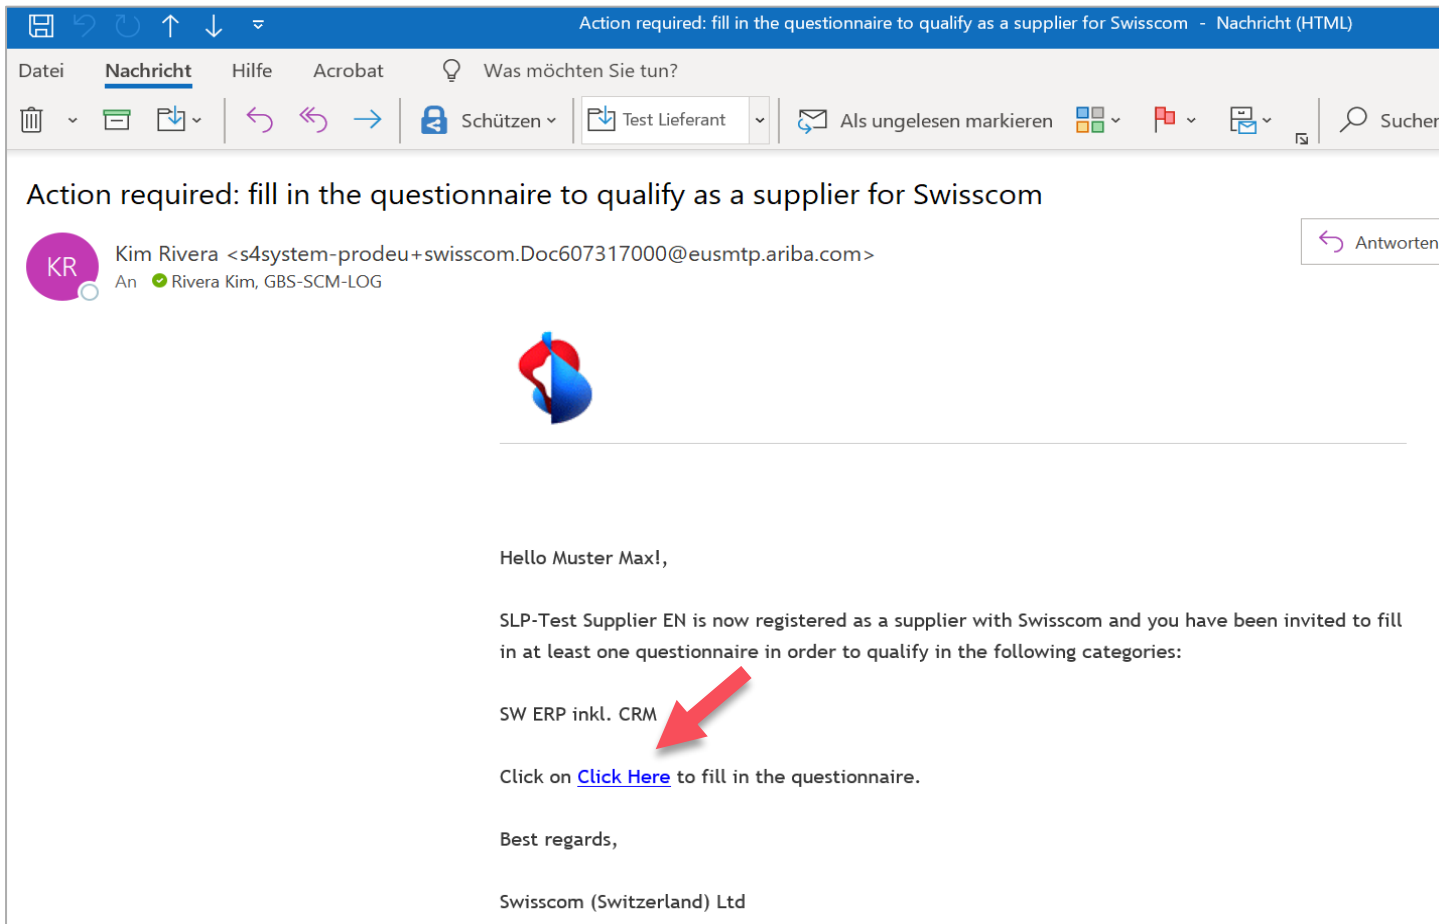 Action required: fill in the questionnaire to qualify as a supplier for Swisscom - Nachricht (HTML)
Datei Nachricht Hilfe Acrobat Was möchten Sie tun?
Schützen Test Lieferant Als ungelesen markieren Suchen
Action required: fill in the questionnaire to qualify as a supplier for Swisscom
KR
Kim Rivera <s4system-prodeu+swisscom.Doc607317000@eusmtp.ariba.com>
An Rivera Kim, GBS-SCM-LOG
Antworten
Hello Muster Max!,
SLP-Test Supplier EN is now registered as a supplier with Swisscom and you have been invited to fill
in at least one questionnaire in order to qualify in the following categories:
SW ERP inkl. CRM
Click on Click Here to fill in the questionnaire.
Best regards,
Swisscom (Switzerland) Ltd